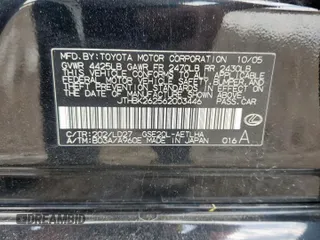 MFD. BY: TOYOTA MOTOR CORPORATION 10/05
GVWR 4425LB GAWR FR 2470LB RR 2430LB
THIS VEHICLE CONFORMS TO ALL APPLICABLE
FEDERAL MOTOR VEHICLE SAFETY, BUMPER, AND
THEFT PREVENTION STANDARDS IN EFFECT ON
THE DATE OF MANUFACTURE SHOWN ABOVE.
JTHBK262562003446 PASS. CAR
C/TR: 202/LD27 GSE20L-AETLHA
A/TM: B03A/A960E MADE IN JAPAN 016 A